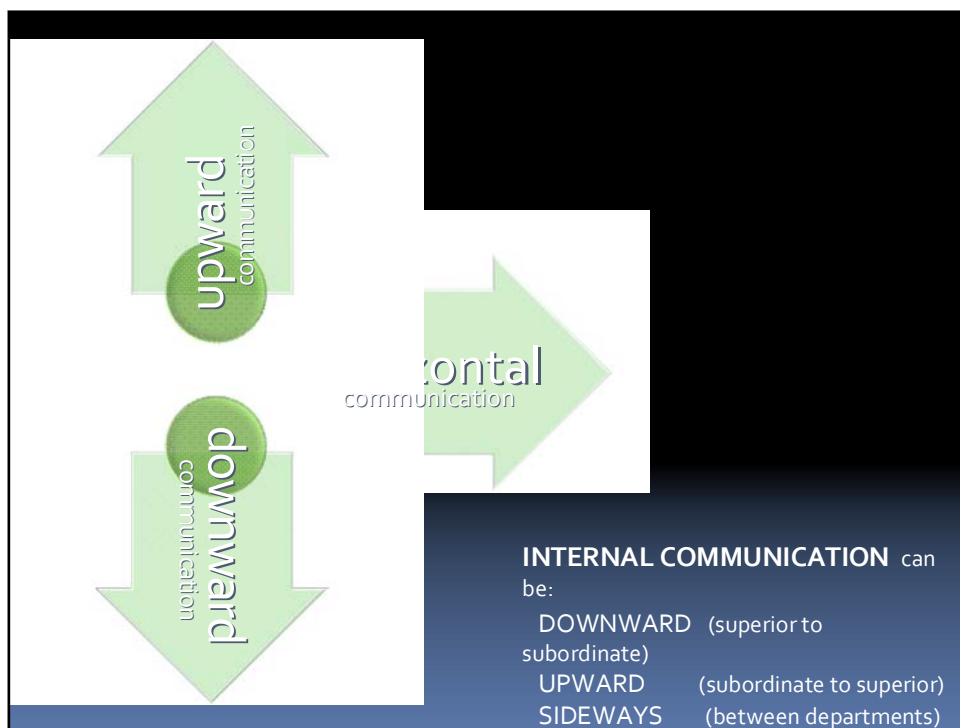 upward
communication
zontal
communication
downward
communication
INTERNAL COMMUNICATION can
be:
DOWNWARD (superior to
subordinate)
UPWARD (subordinate to superior)
SIDEWAYS (between departments)